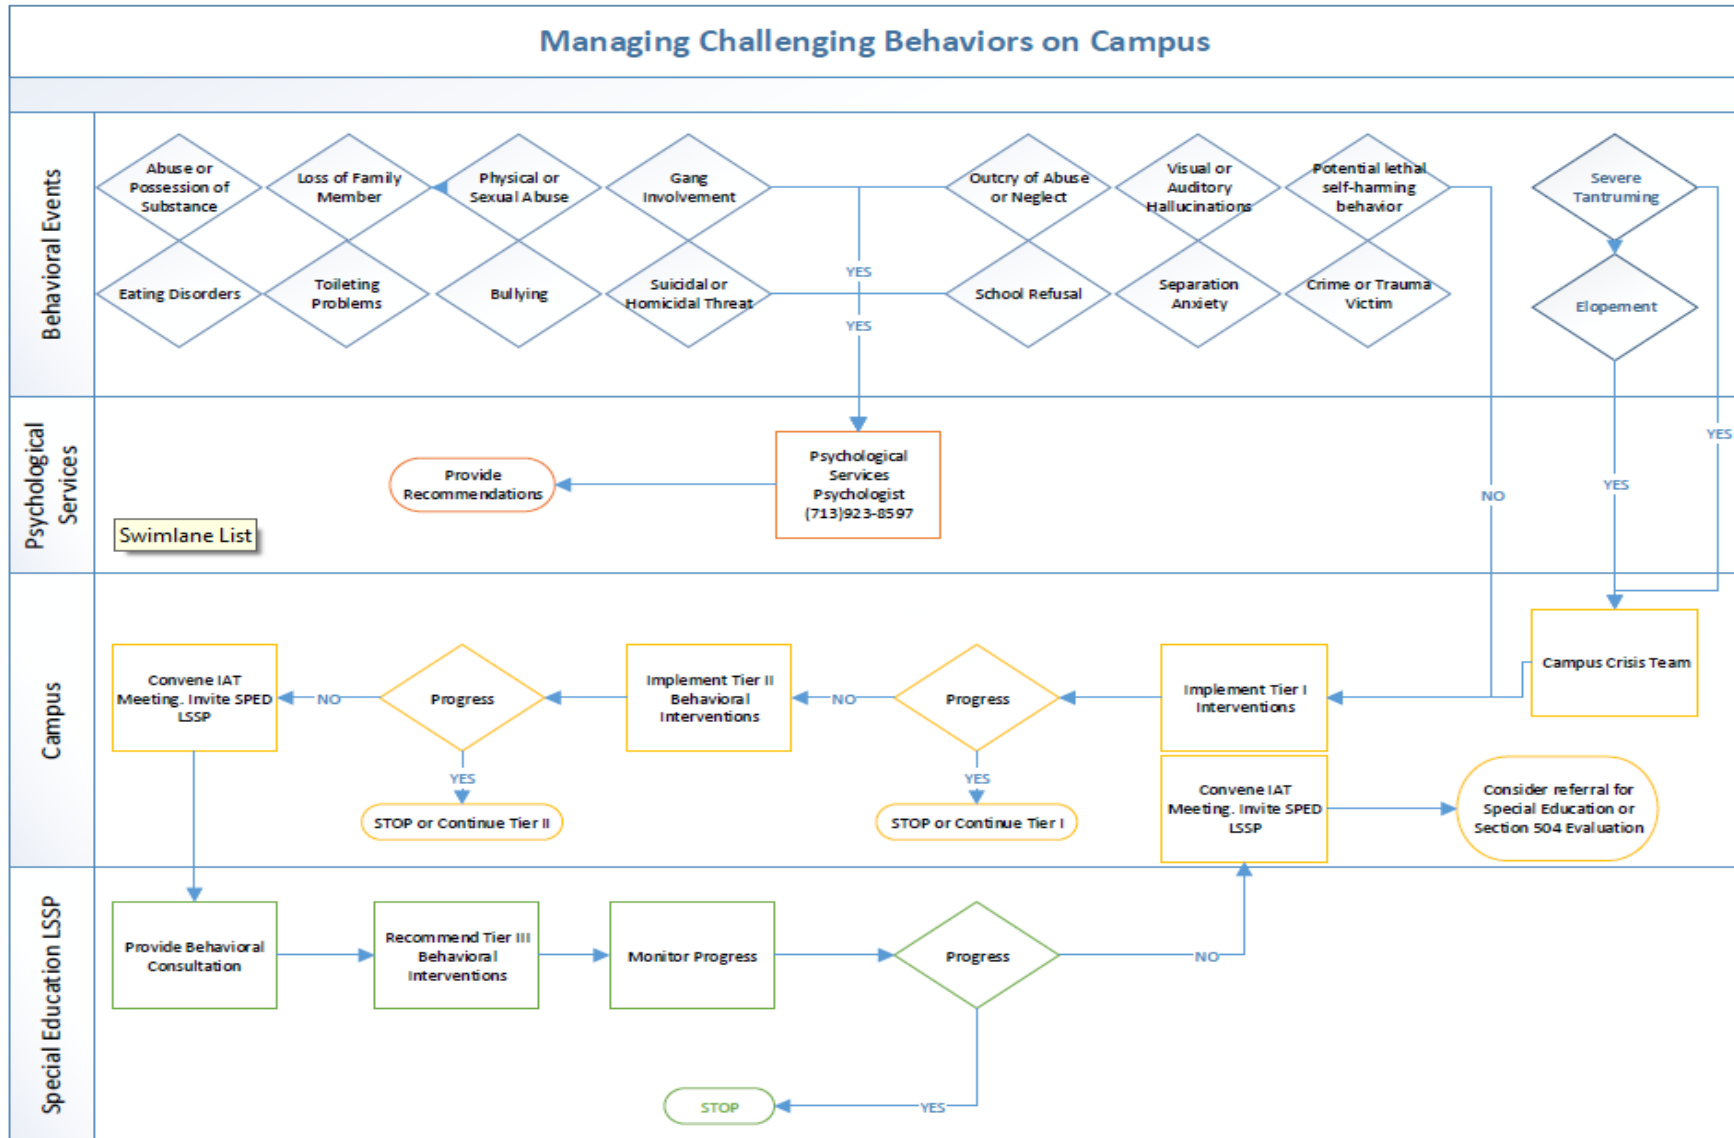 Managing Challenging Behaviors on Campus
Behavioral Events
Abuse or
Possession of
Substance
Loss of Family
Member
Physical or
Sexual Abuse
Gang
Involvement
Outcry of Abuse
or Neglect
Visual or
Auditory
Hallucinations
Potential lethal
self-harming
behavior
Severe
Tantruming
YES
Eating Disorders
Toileting
Problems
Bullying
Suicidal or
Homicidal Threat
School Refusal
Separation
Anxiety
Crime or Trauma
Victim
Elopement
YES
Psychological
Services
Provide
Recommendations
Psychological
Services
Psychologist
(713)923-8597
YES
YES
NO
Swimlane List
Campus
Convene IAT
Meeting. Invite SPED
LSSP
NO
Progress
Implement Tier II
Behavioral
Interventions
NO
Progress
Implement Tier I
Interventions
Campus Crisis Team
YES
STOP or Continue Tier II
YES
STOP or Continue Tier I
Convene IAT
Meeting. Invite SPED
LSSP
Consider referral for
Special Education or
Section 504 Evaluation
Special Education LSSP
Provide Behavioral
Consultation
Recommend Tier III
Behavioral
Interventions
Monitor Progress
Progress
NO
STOP
YES